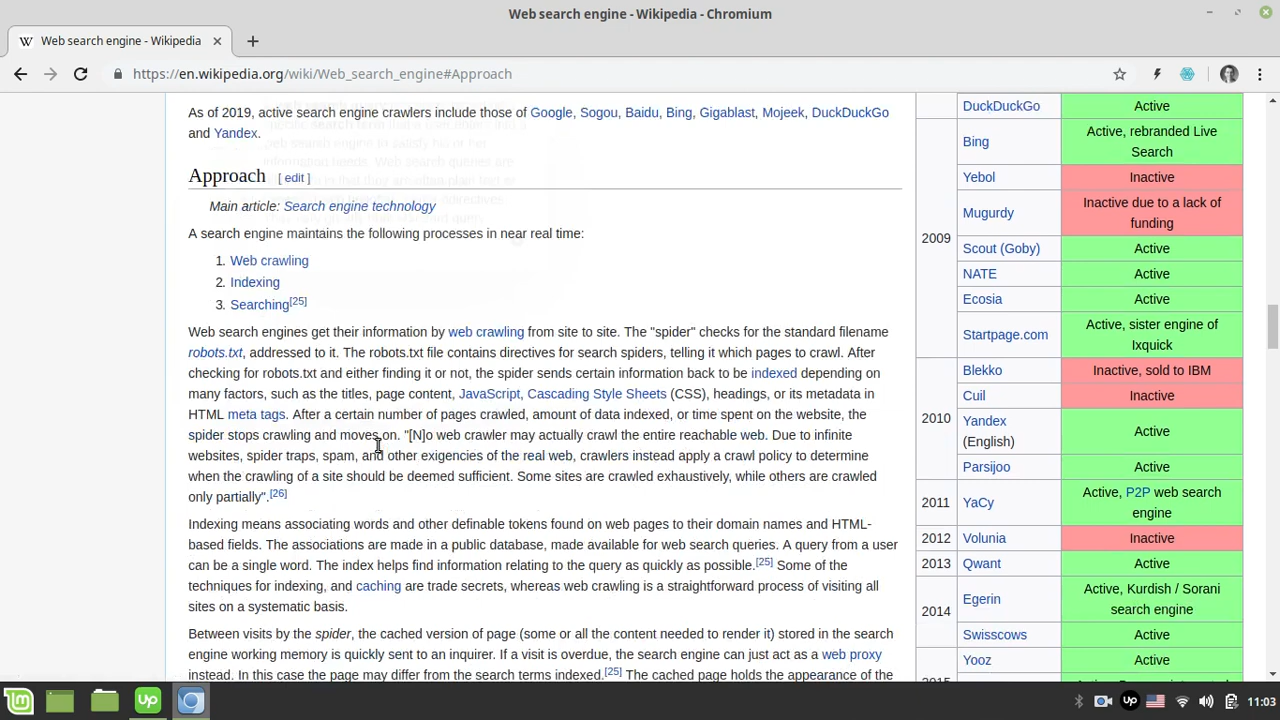 Web search engine - Wikipedia - Chromium
W Web search engine - Wikipedia
https://en.wikipedia.org/wiki/Web_search_engine#Approach
As of 2019, active search engine crawlers include those of Google, Sogou, Baidu, Bing, Gigablast, Mojeek, DuckDuckGo
and Yandex.
Approach [ edit ]
Main article: Search engine technology
A search engine maintains the following processes in near real time:
1. Web crawling
2. Indexing
3. Searching[25]
Web search engines get their information by web crawling from site to site. The "spider" checks for the standard filename
robots.txt, addressed to it. The robots.txt file contains directives for search spiders, telling it which pages to crawl. After
checking for robots.txt and either finding it or not, the spider sends certain information back to be indexed depending on
many factors, such as the titles, page content, JavaScript, Cascading Style Sheets (CSS), headings, or its metadata in
HTML meta tags. After a certain number of pages crawled, amount of data indexed, or time spent on the website, the
spider stops crawling and moves on. "[N]o web crawler may actually crawl the entire reachable web. Due to infinite
websites, spider traps, spam, and other exigencies of the real web, crawlers instead apply a crawl policy to determine
when the crawling of a site should be deemed sufficient. Some sites are crawled exhaustively, while others are crawled
only partially".[26]
Indexing means associating words and other definable tokens found on web pages to their domain names and HTML-
based fields. The associations are made in a public database, made available for web search queries. A query from a user
can be a single word. The index helps find information relating to the query as quickly as possible.[25] Some of the
techniques for indexing, and caching are trade secrets, whereas web crawling is a straightforward process of visiting all
sites on a systematic basis.
Between visits by the spider, the cached version of page (some or all the content needed to render it) stored in the search
engine working memory is quickly sent to an inquirer. If a visit is overdue, the search engine can just act as a web proxy
instead. In this case the page may differ from the search terms indexed.[25] The cached page holds the appearance of the
DuckDuckGo Active
2009
Bing Active, rebranded Live
Search
Yebol Inactive
Mugurdy Inactive due to a lack of
funding
Scout (Goby) Active
NATE Active
Ecosia Active
Startpage.com Active, sister engine of
Ixquick
2010
Blekko Inactive, sold to IBM
Cuil Inactive
Yandex
(English) Active
Parsijoo Active
2011 YaCy Active, P2P web search
engine
2012 Volunia Inactive
2013 Qwant Active
2014
Egerin Active, Kurdish / Sorani
search engine
Swisscows Active
Yooz Active
up
up
11:03